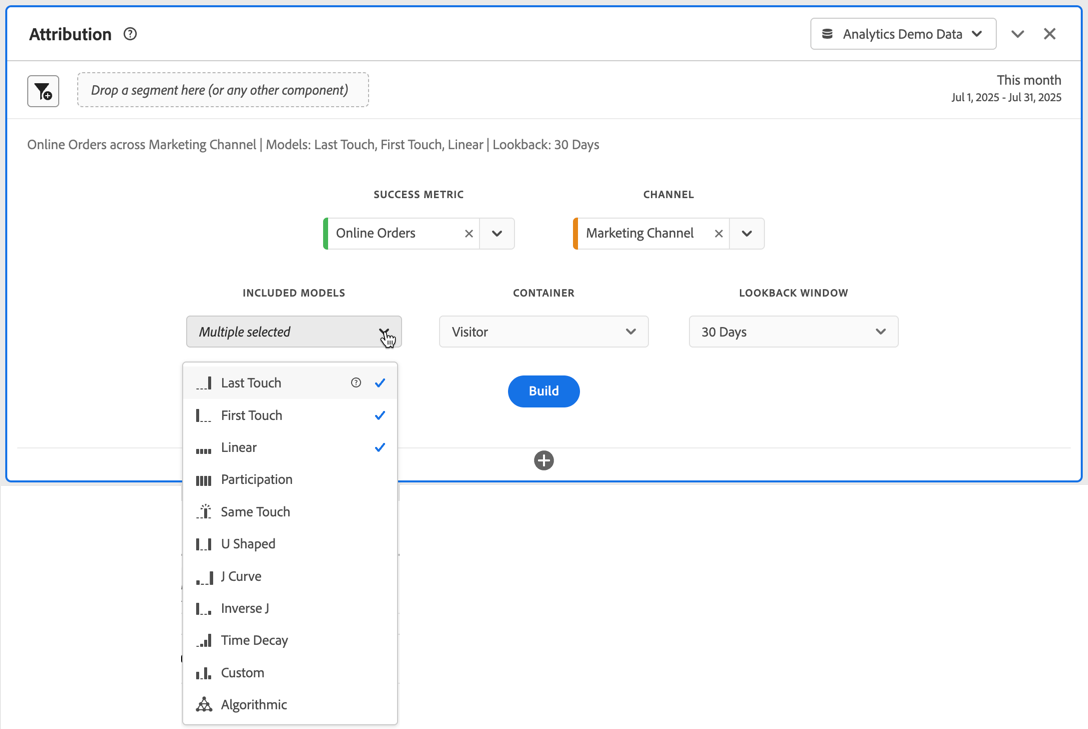 Attribution
Analytics Demo Data
Drop a segment here (or any other component)
This month
Jul 1, 2025 - Jul 31, 2025
Online Orders across Marketing Channel | Models: Last Touch, First Touch, Linear | Lookback: 30 Days
SUCCESS METRIC
CHANNEL
Online Orders
Marketing Channel
INCLUDED MODELS
CONTAINER
LOOKBACK WINDOW
Multiple selected
Visitor
30 Days
Last Touch
Build
First Touch
Linear
Participation
Same Touch
U Shaped
J Curve
Inverse J
Time Decay
Custom
Algorithmic